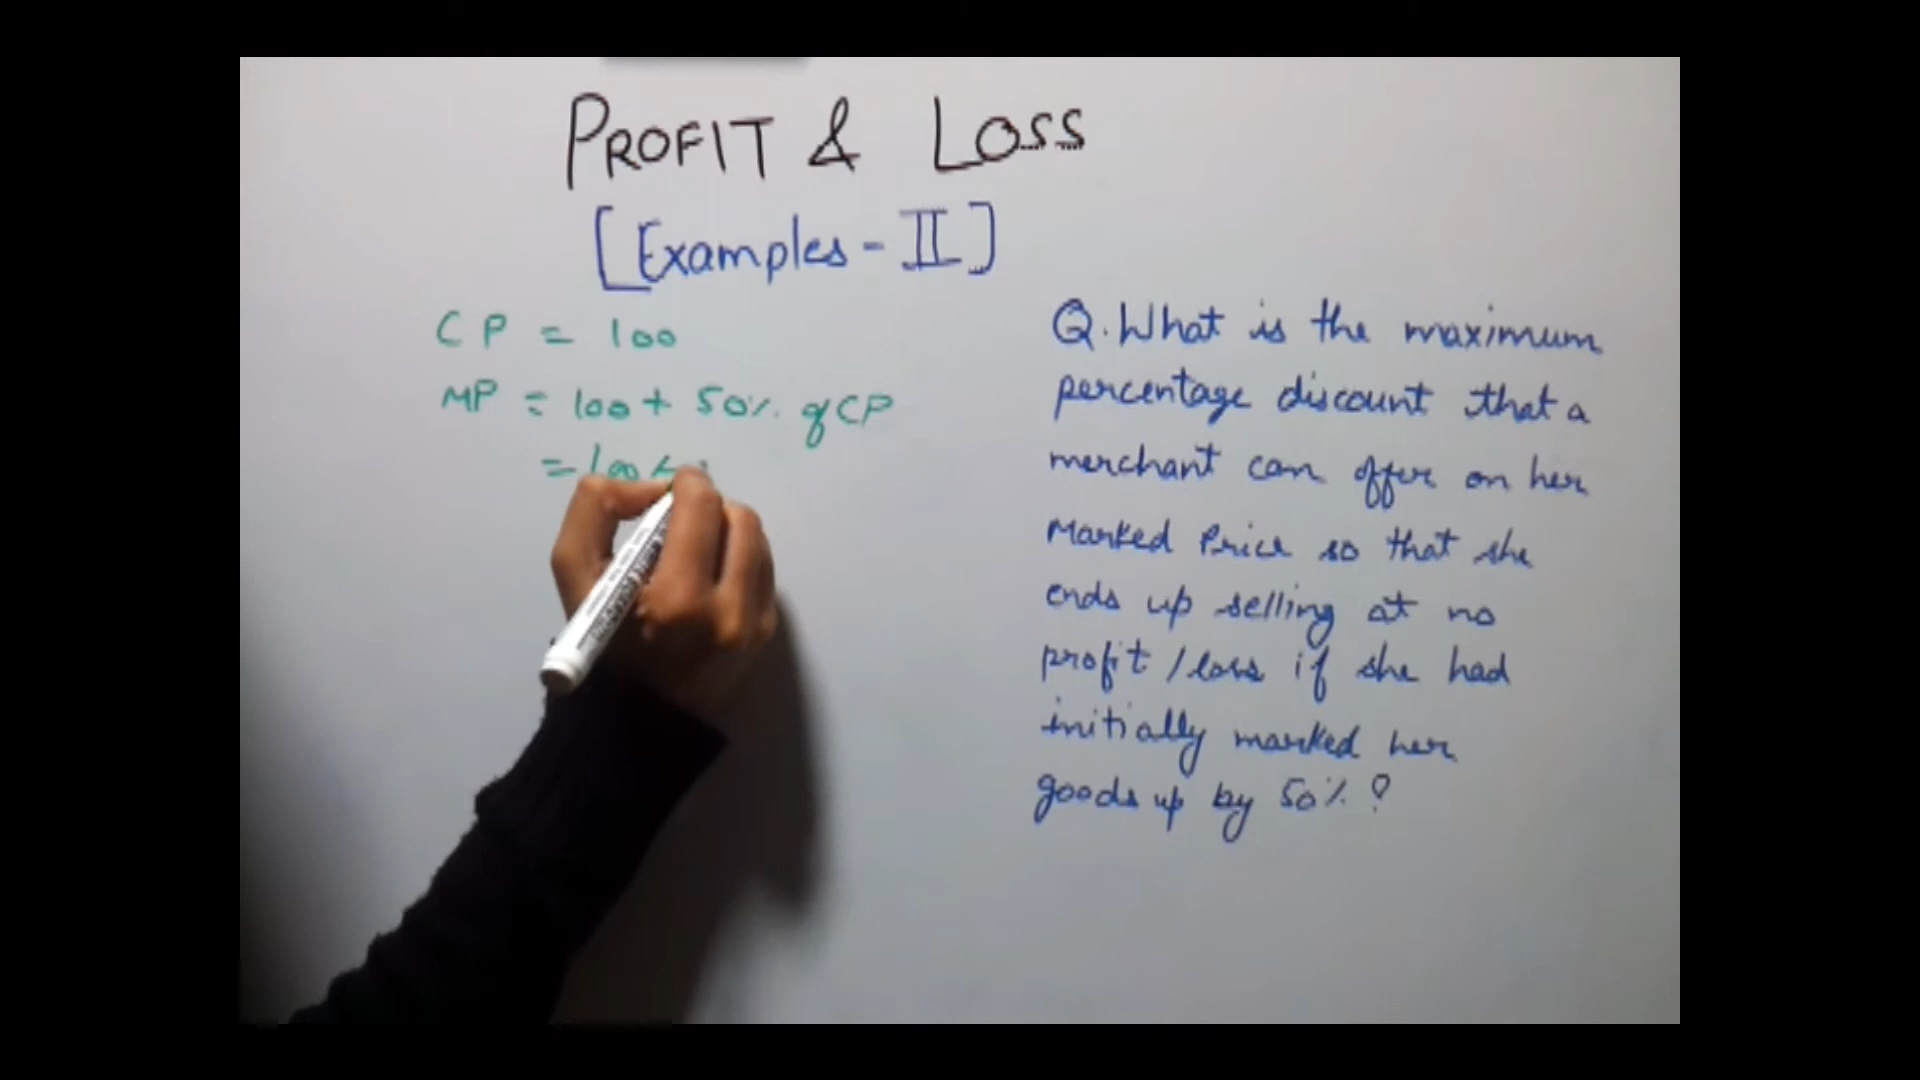 PROFIT & LOSS
[Examples - II]
CP = 100
MP = 100 + 50% of CP
= 100
Q. What is the maximum
percentage discount that a
merchant can offer on her
Marked Price so that she
ends up selling at no
profit / loss if she had
initially marked her
goods up by 50% ?